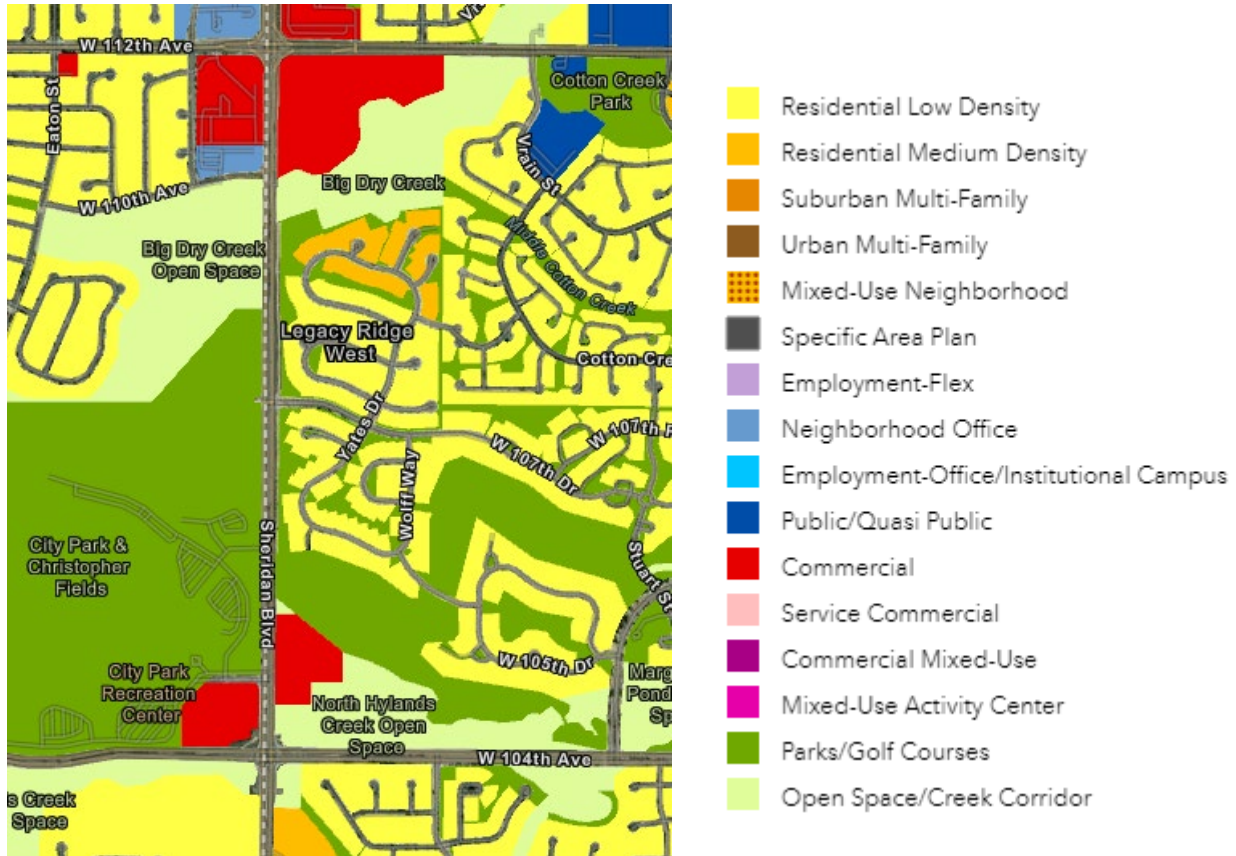 W 112th Ave
Eaton St
Cotton Creek
Park
Vrain St
Big Dry Creek
W 110th Ave
Big Dry Creek
Open Space
Middle Cotton Creek
Legacy Ridge
West
Cotton Cre
Yates Dr
W 107th
W 107th Dr
Wolff Way
City Park &
Christopher
Fields
Sheridan Blvd
Stuart St
W 105th Dr
City Park
Recreation
Center
Marg
Pond
Sp
North Hylands
Creek Open
Space
W 104th Ave
s Creek
Space
Residential Low Density
Residential Medium Density
Suburban Multi-Family
Urban Multi-Family
Mixed-Use Neighborhood
Specific Area Plan
Employment-Flex
Neighborhood Office
Employment-Office/Institutional Campus
Public/Quasi Public
Commercial
Service Commercial
Commercial Mixed-Use
Mixed-Use Activity Center
Parks/Golf Courses
Open Space/Creek Corridor